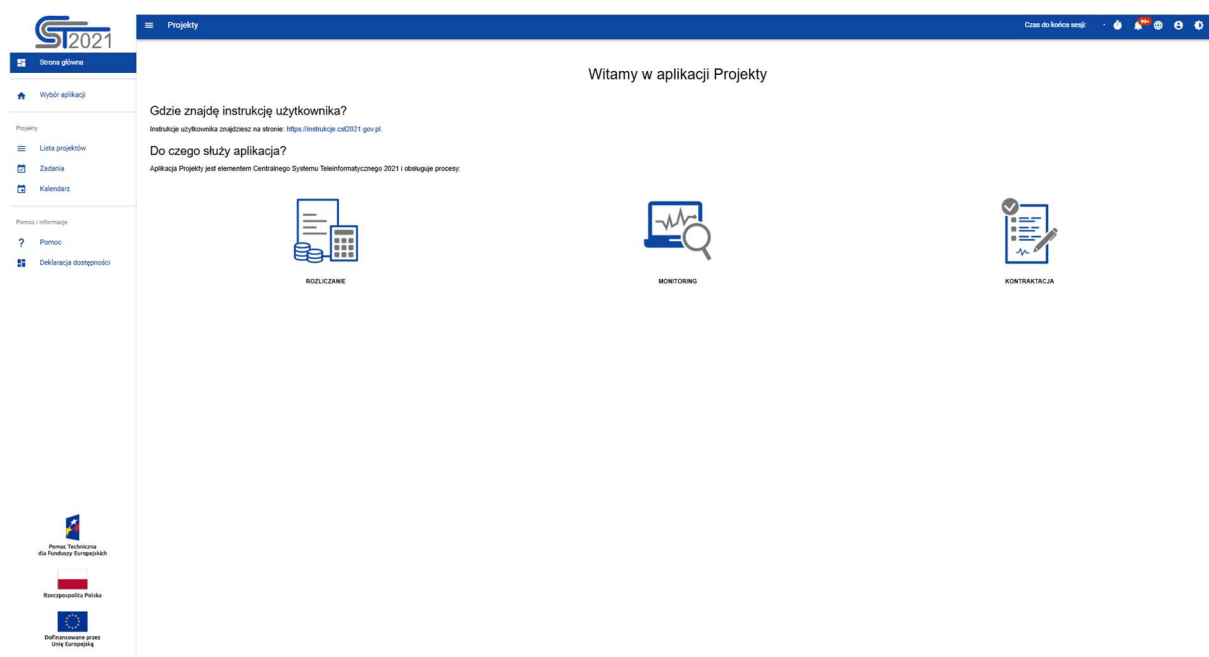 ST2021
Projekty
Czas do końca sesji:
99+
Strona główna
Wybór aplikacji
Projekty
Lista projektów
Zadania
Kalendarz
Pomoc i informacje
? Pomoc
Deklaracja dostępności
Witamy w aplikacji Projekty
Gdzie znajdę instrukcję użytkownika?
Instrukcje użytkownika znajdziesz na stronie: https://instrukcje.cst2021.gov.pl.
Do czego służy aplikacja?
Aplikacja Projekty jest elementem Centralnego Systemu Teleinformatycznego 2021 i obsługuje procesy:
ROZLICZANIE
MONITORING
KONTRAKTACJA
Pomoc Techniczna
dla Funduszy Europejskich
Rzeczpospolita Polska
Dofinansowane przez
Unię Europejską